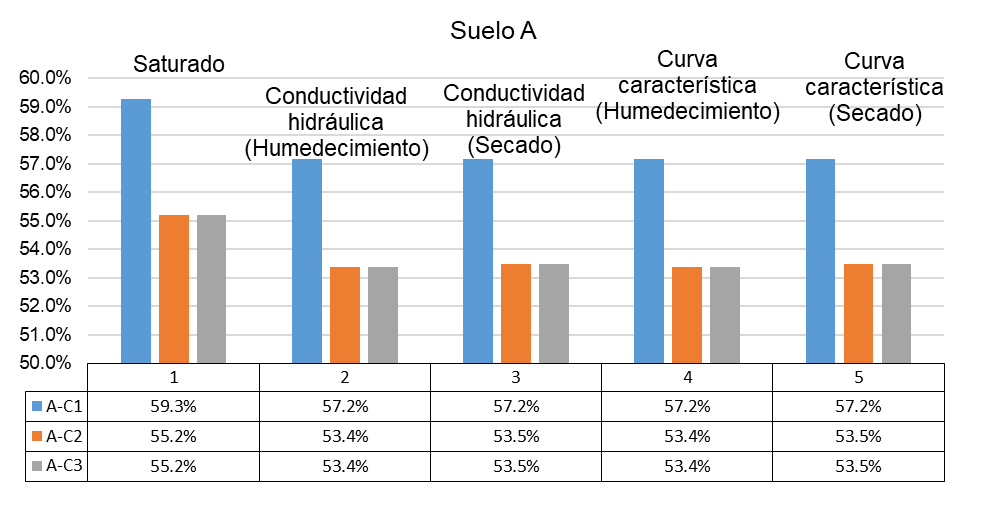 Suelo A
Saturado
Conductividad
hidráulica
(Humedecimiento)
Conductividad
hidráulica
(Secado)
Curva
característica
(Humedecimiento)
Curva
característica
(Secado)
60.0%
59.0%
58.0%
57.0%
56.0%
55.0%
54.0%
53.0%
52.0%
51.0%
50.0%
1 2 3 4 5
A-C1 59.3% 57.2% 57.2% 57.2% 57.2%
A-C2 55.2% 53.4% 53.5% 53.4% 53.5%
A-C3 55.2% 53.4% 53.5% 53.4% 53.5%